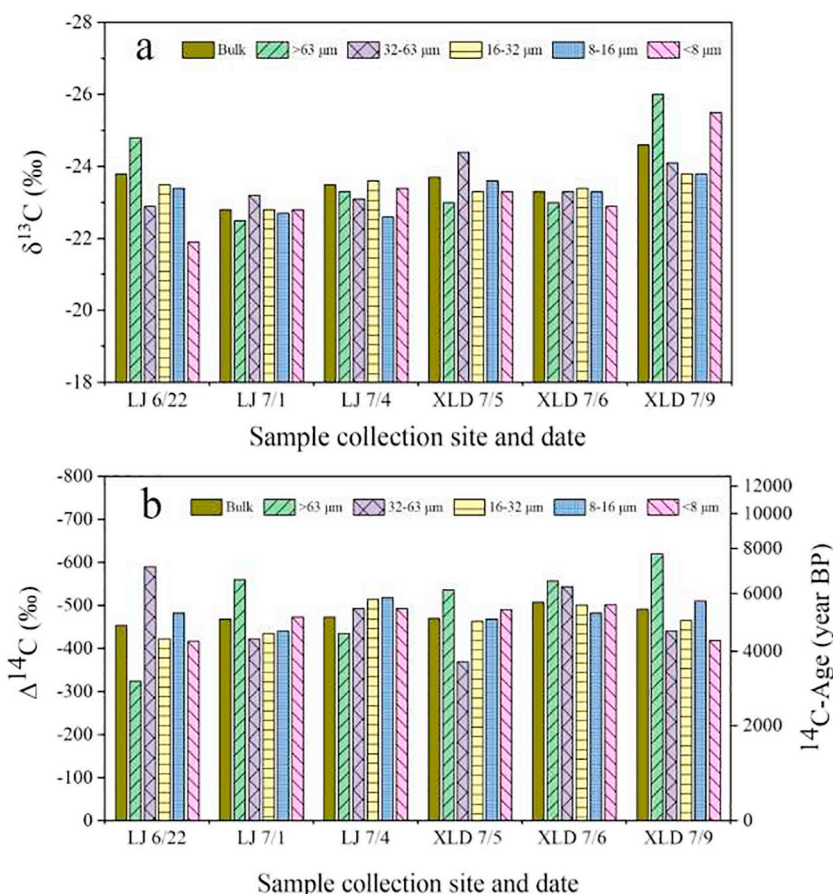 -28
-26
-24
-22
-20
-18
δ¹³C (‰)
a
Bulk >63 μm 32-63 μm 16-32 μm 8-16 μm <8 μm
LJ 6/22 LJ 7/1 LJ 7/4 XLD 7/5 XLD 7/6 XLD 7/9
Sample collection site and date
-800
-700
-600
-500
-400
-300
-200
-100
0
Δ¹⁴C (‰)
b
Bulk >63 μm 32-63 μm 16-32 μm 8-16 μm <8 μm
12000
10000
8000
6000
4000
2000
0
¹⁴C-Age (year BP)
LJ 6/22 LJ 7/1 LJ 7/4 XLD 7/5 XLD 7/6 XLD 7/9
Sample collection site and date